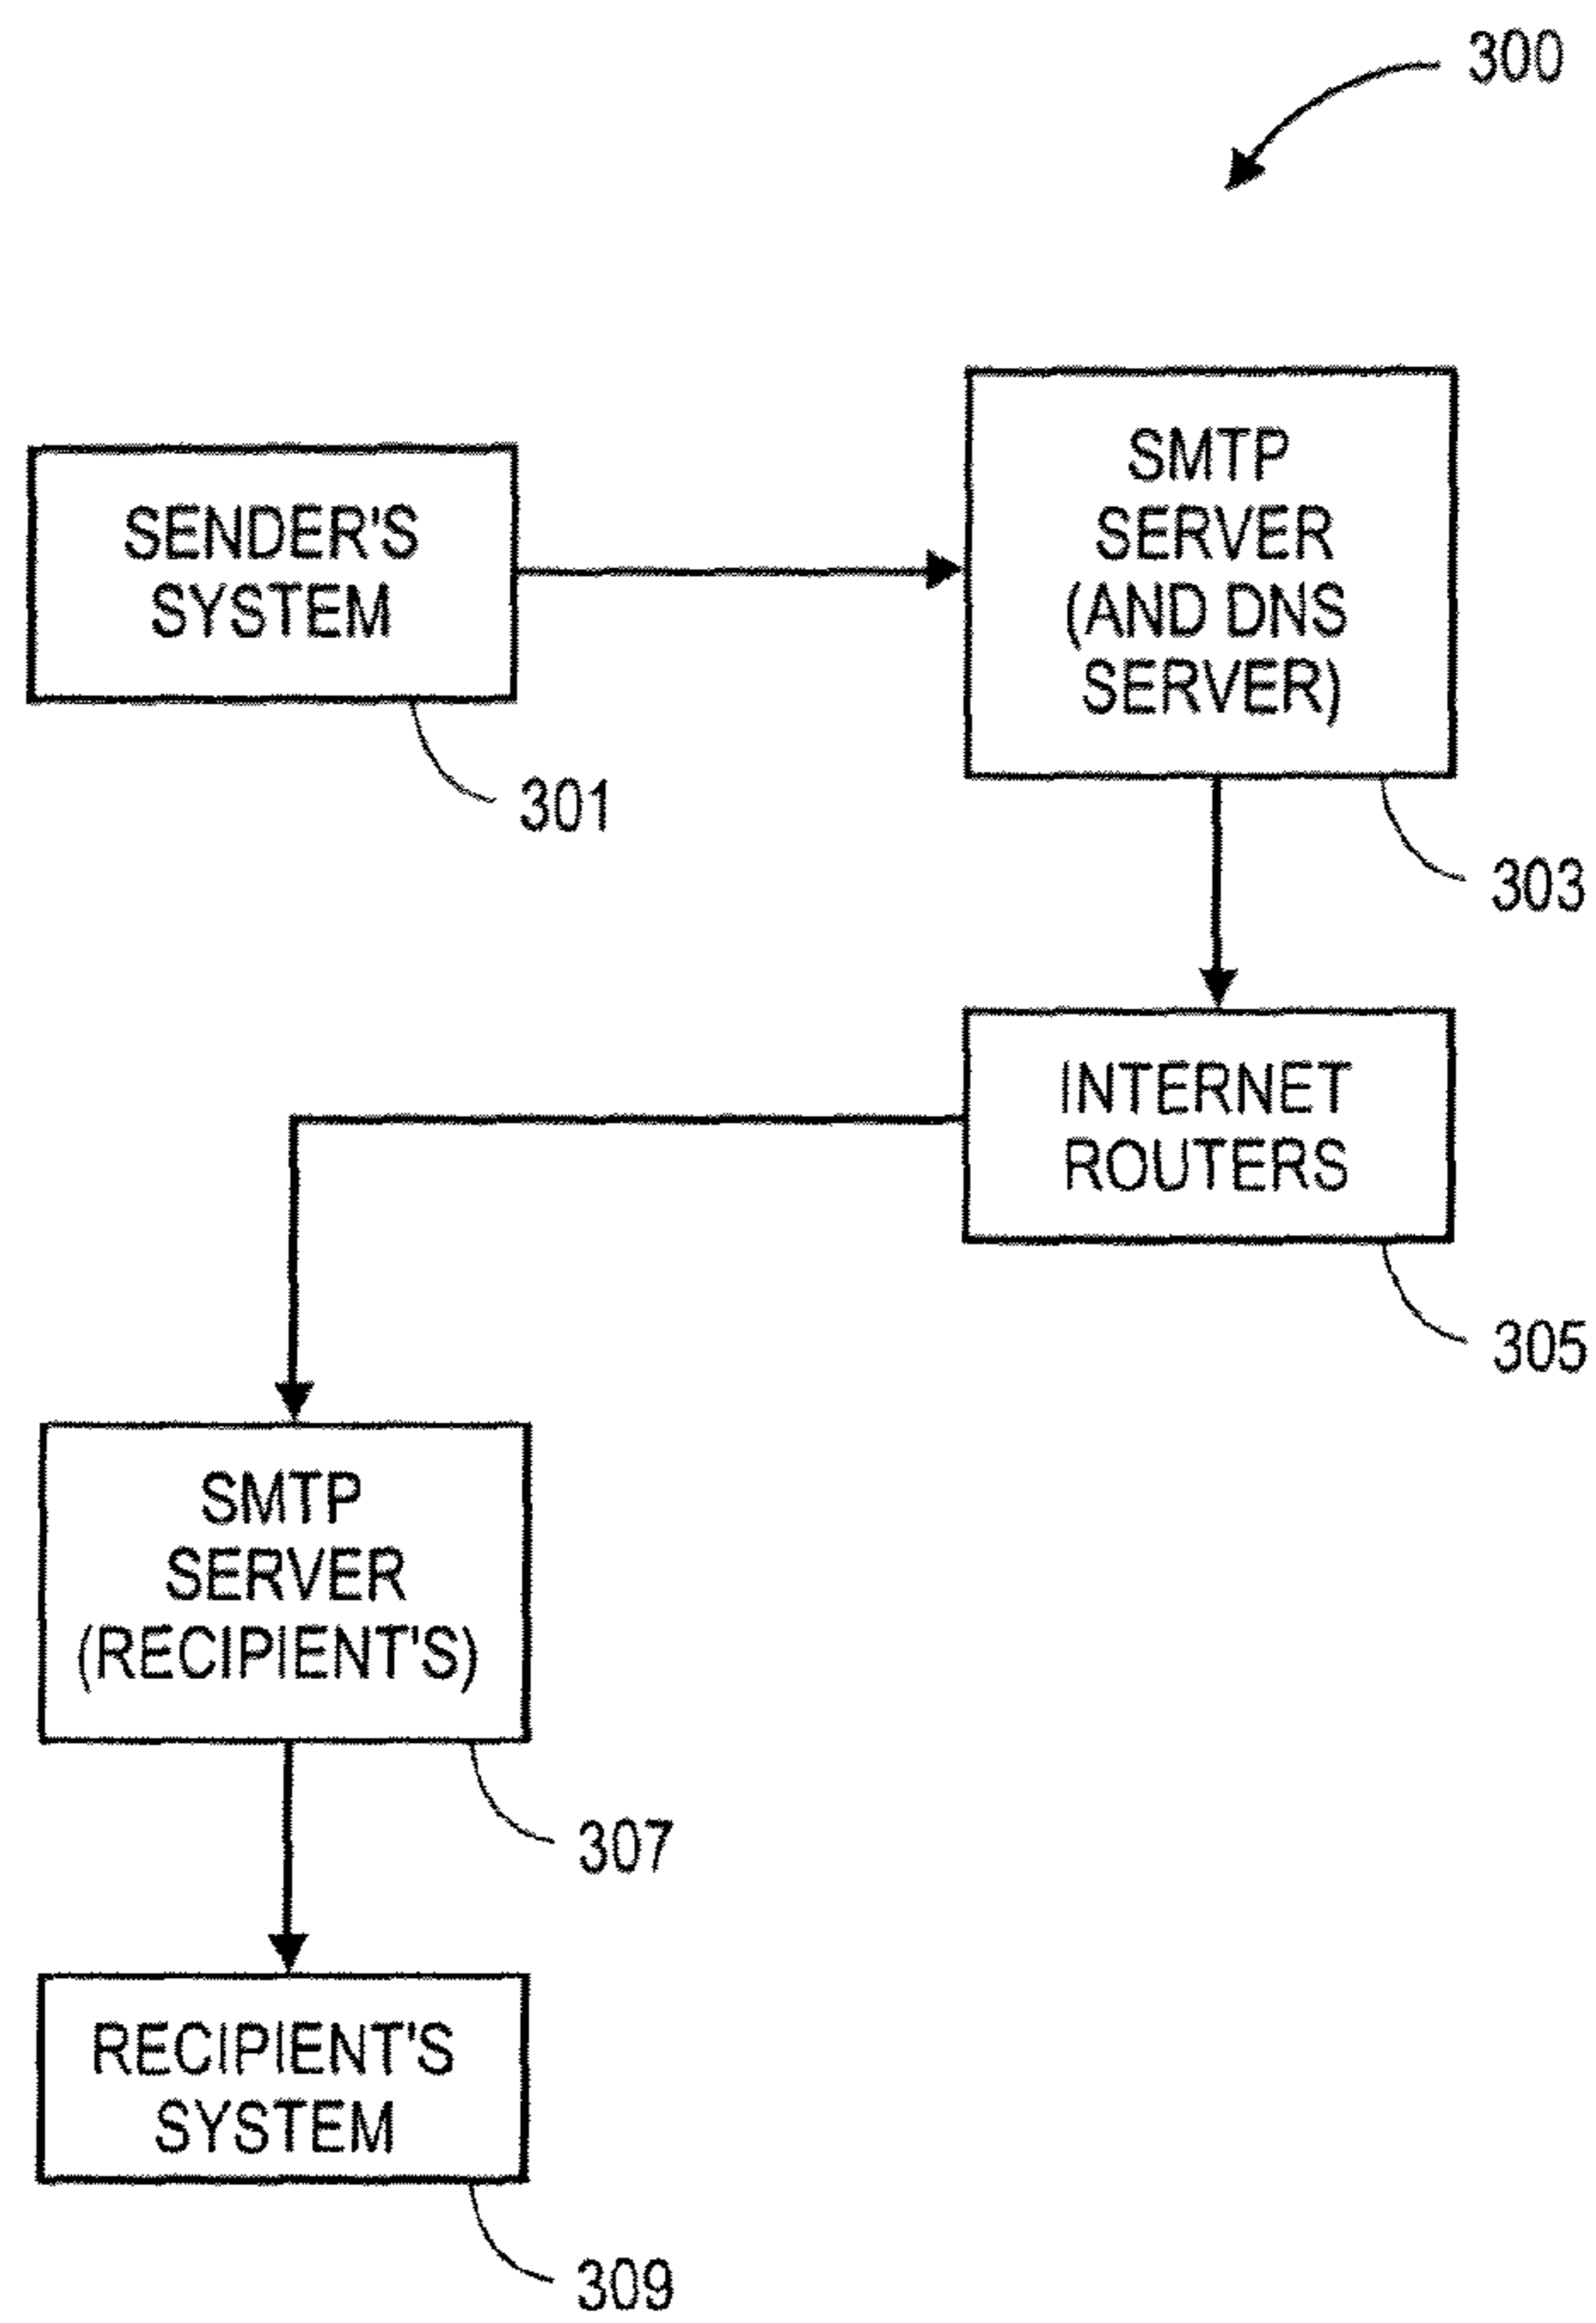 300
SENDER'S
SYSTEM
301
SMTP
SERVER
(AND DNS
SERVER)
303
INTERNET
ROUTERS
305
SMTP
SERVER
(RECIPIENT'S)
307
RECIPIENT'S
SYSTEM
309